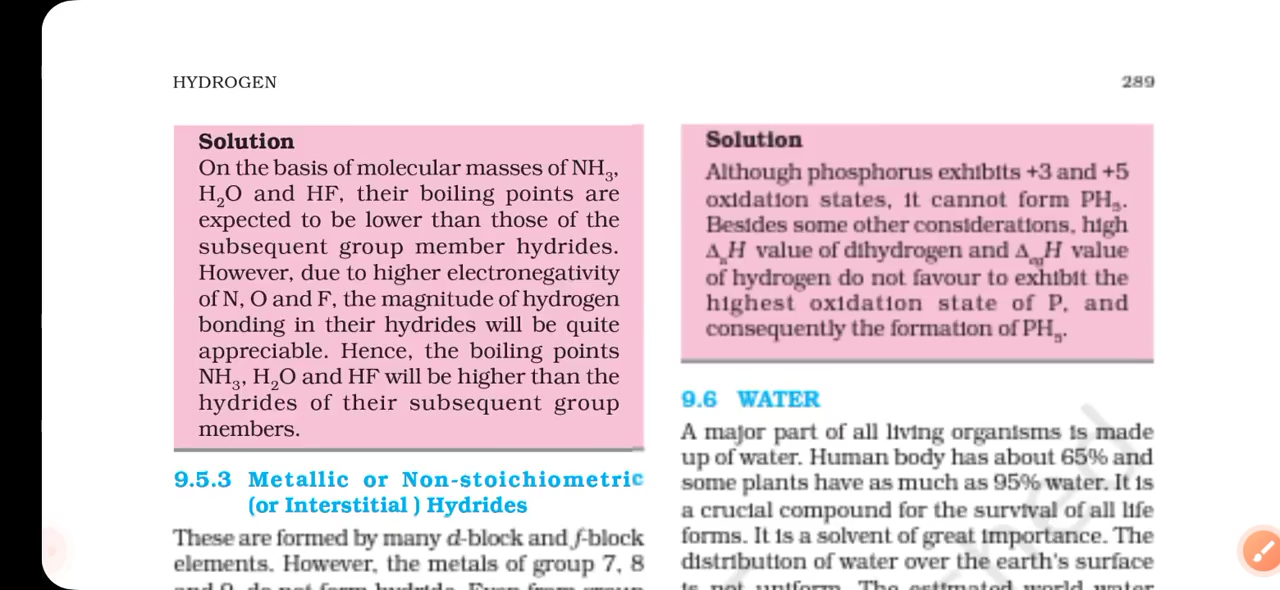 HYDROGEN
289
Solution
On the basis of molecular masses of NH₃,
H₂O and HF, their boiling points are
expected to be lower than those of the
subsequent group member hydrides.
However, due to higher electronegativity
of N, O and F, the magnitude of hydrogen
bonding in their hydrides will be quite
appreciable. Hence, the boiling points
NH₃, H₂O and HF will be higher than the
hydrides of their subsequent group
members.
9.5.3 Metallic or Non-stoichiometric
(or Interstitial ) Hydrides
These are formed by many d-block and f-block
elements. However, the metals of group 7, 8
Solution
Although phosphorus exhibits +3 and +5
oxidation states, it cannot form PH₅.
Besides some other considerations, high
ΔₐH value of dihydrogen and ΔH value
of hydrogen do not favour to exhibit the
highest oxidation state of P, and
consequently the formation of PH₅.
9.6 WATER
A major part of all living organisms is made
up of water. Human body has about 65% and
some plants have as much as 95% water. It is
a crucial compound for the survival of all life
forms. It is a solvent of great importance. The
distribution of water over the earth's surface
is not uniform. The estimated world water